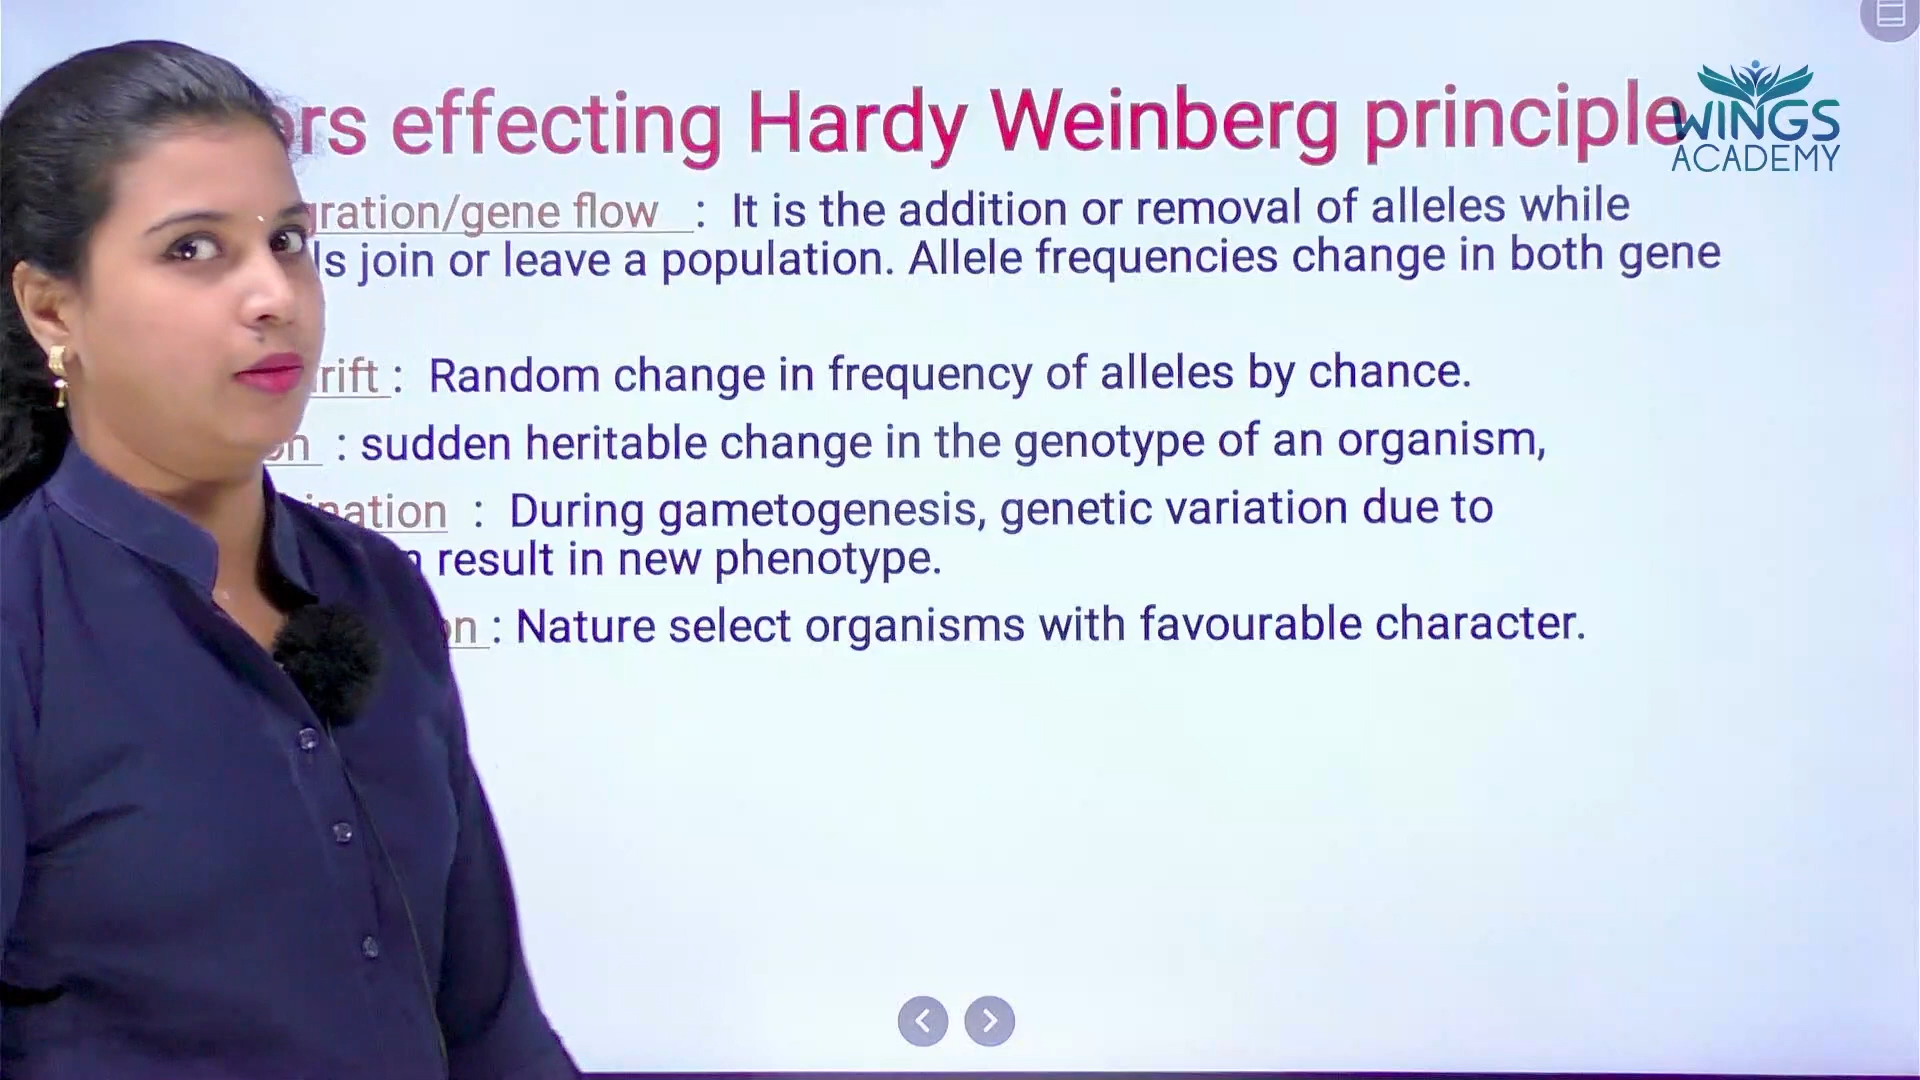 effecting Hardy Weinberg principle
WINGS
ACADEMY
gration/gene flow : It is the addition or removal of alleles while
ls join or leave a population. Allele frequencies change in both gene
rift : Random change in frequency of alleles by chance.
: sudden heritable change in the genotype of an organism,
ination : During gametogenesis, genetic variation due to
result in new phenotype.
on : Nature select organisms with favourable character.